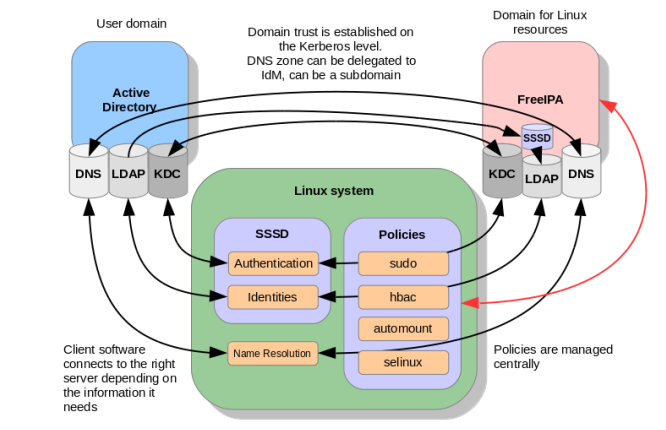 User domain
Domain trust is established on
the Kerberos level.
DNS zone can be delegated to
IdM, can be a subdomain
Domain for Linux
resources
Active
Directory
FreeIPA
SSSD
DNS
LDAP
KDC
KDC
LDAP
DNS
Linux system
SSSD
Policies
Authentication
sudo
Identities
hbac
automount
Name Resolution
selinux
Client software
connects to the right
server depending on
the information it
needs
Policies are managed
centrally